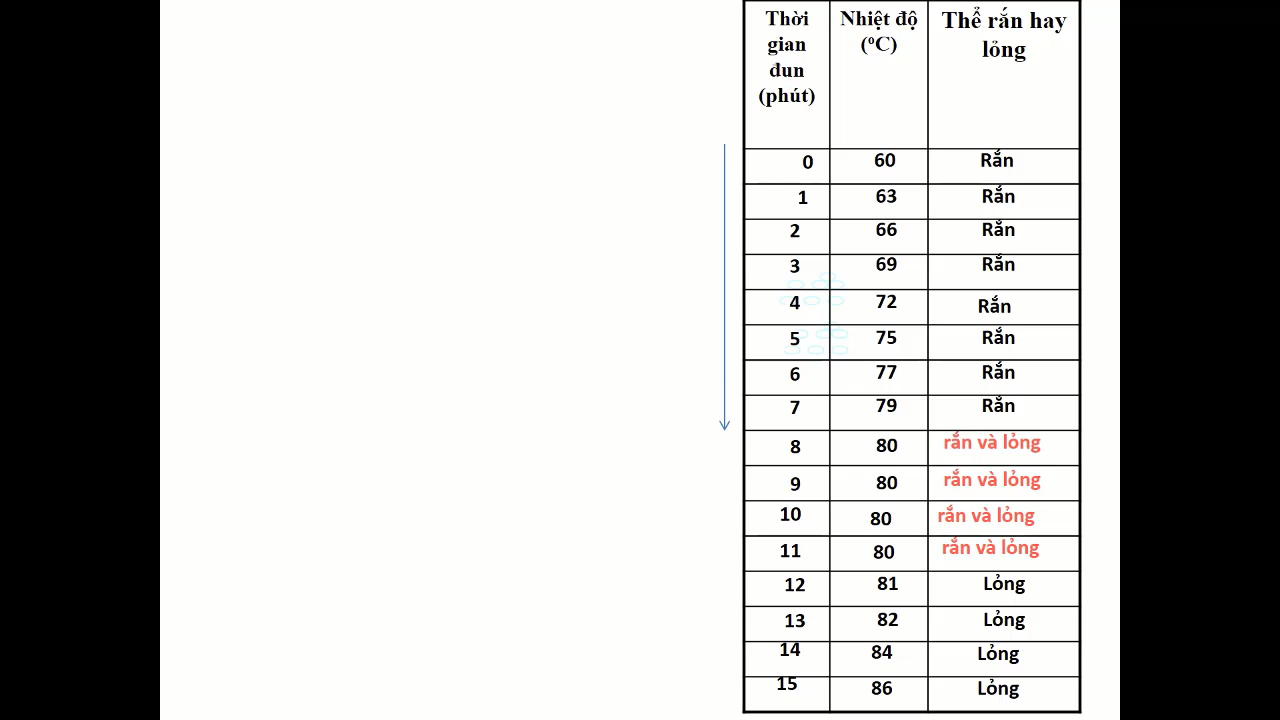 Thời gian đun (phút) Nhiệt độ (ºC) Thể rắn hay lỏng
0 60 Rắn
1 63 Rắn
2 66 Rắn
3 69 Rắn
4 72 Rắn
5 75 Rắn
6 77 Rắn
7 79 Rắn
8 80 rắn và lỏng
9 80 rắn và lỏng
10 80 rắn và lỏng
11 80 rắn và lỏng
12 81 Lỏng
13 82 Lỏng
14 84 Lỏng
15 86 Lỏng